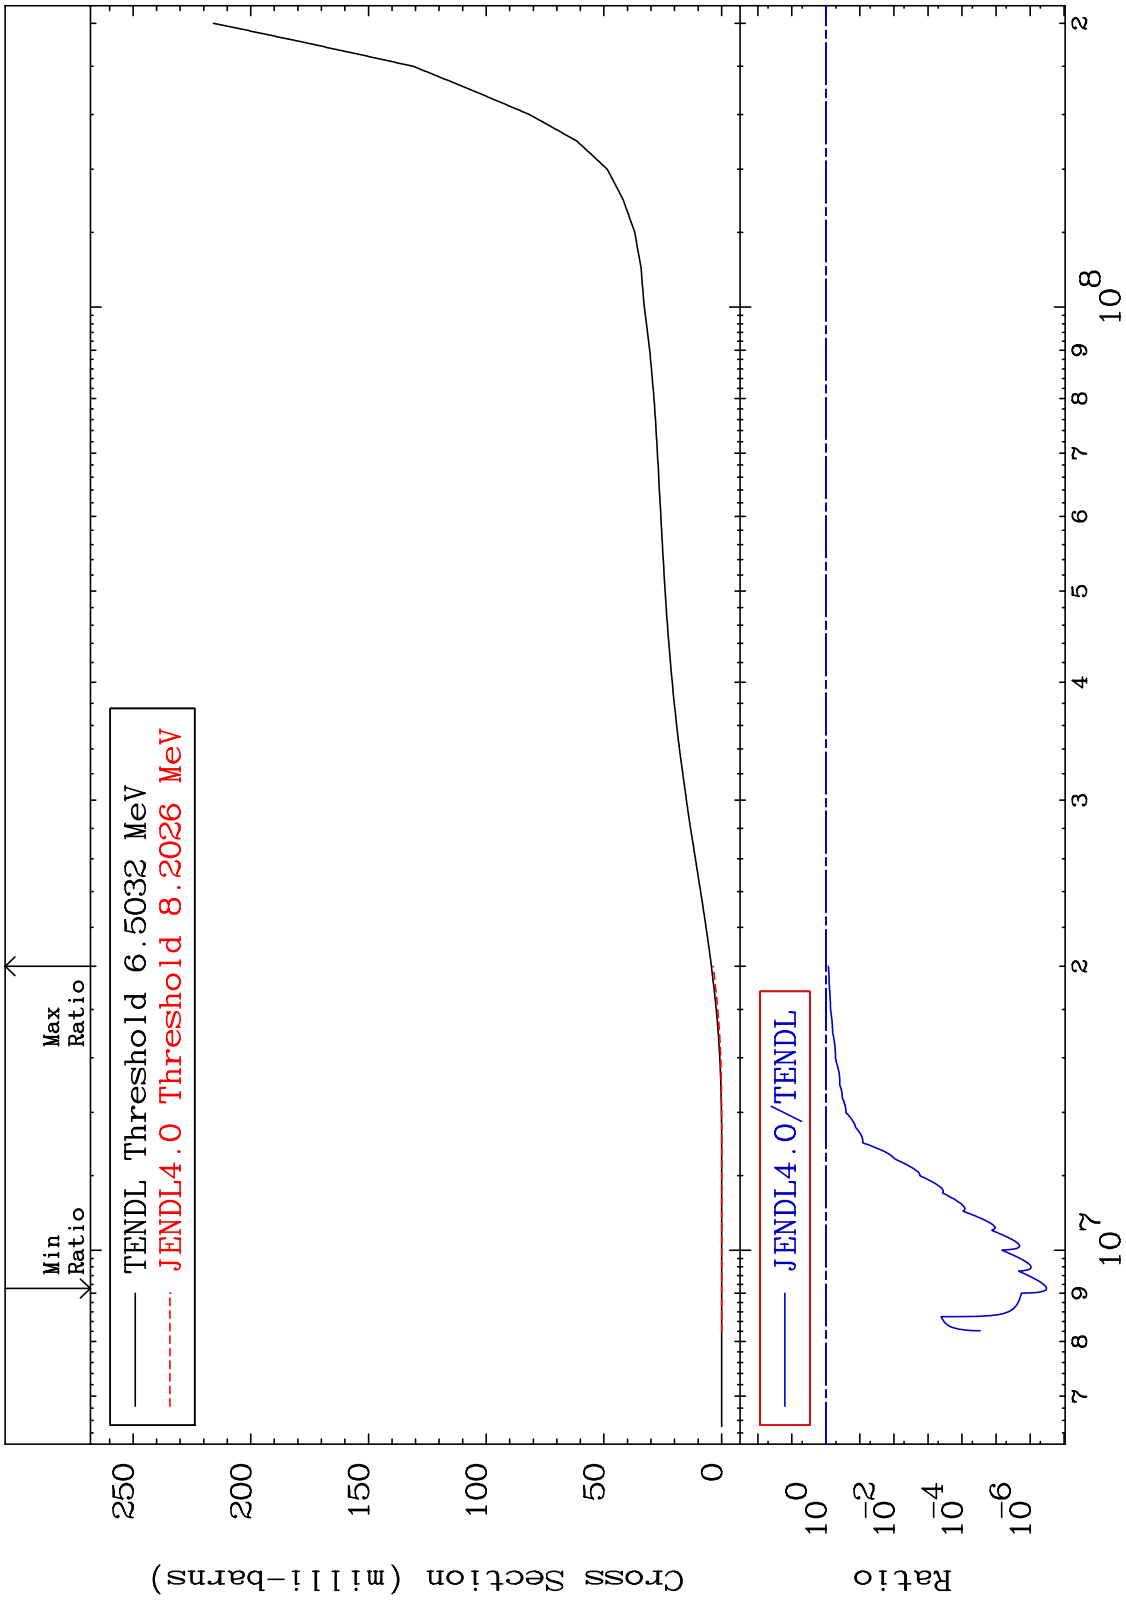 Min
Ratio
Max
Ratio
TENDL Threshold 6.5032 MeV
JENDL4.0 Threshold 8.2026 MeV
250
200
150
100
50
0
Cross Section (milli-barns)
JENDL4.0/TENDL
10 0
10 -2
10 -4
10 -6
Ratio
7 8 9 10 7 2 3 4 5 6 7 8 9 10 8 2